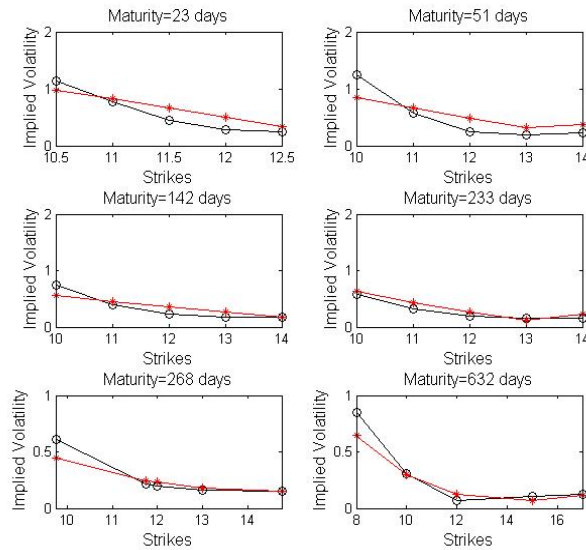 Maturity=23 days
2
1
0
10.5 11 11.5 12 12.5
Implied Volatility
Strikes
Maturity=51 days
2
1
0
10 11 12 13 14
Implied Volatility
Strikes
Maturity=142 days
2
1
0
10 11 12 13 14
Implied Volatility
Strikes
Maturity=233 days
2
1
0
10 11 12 13 14
Implied Volatility
Strikes
Maturity=268 days
1
0.5
0
10 11 12 13 14
Implied Volatility
Strikes
Maturity=632 days
1
0.5
0
8 10 12 14 16
Implied Volatility
Strikes